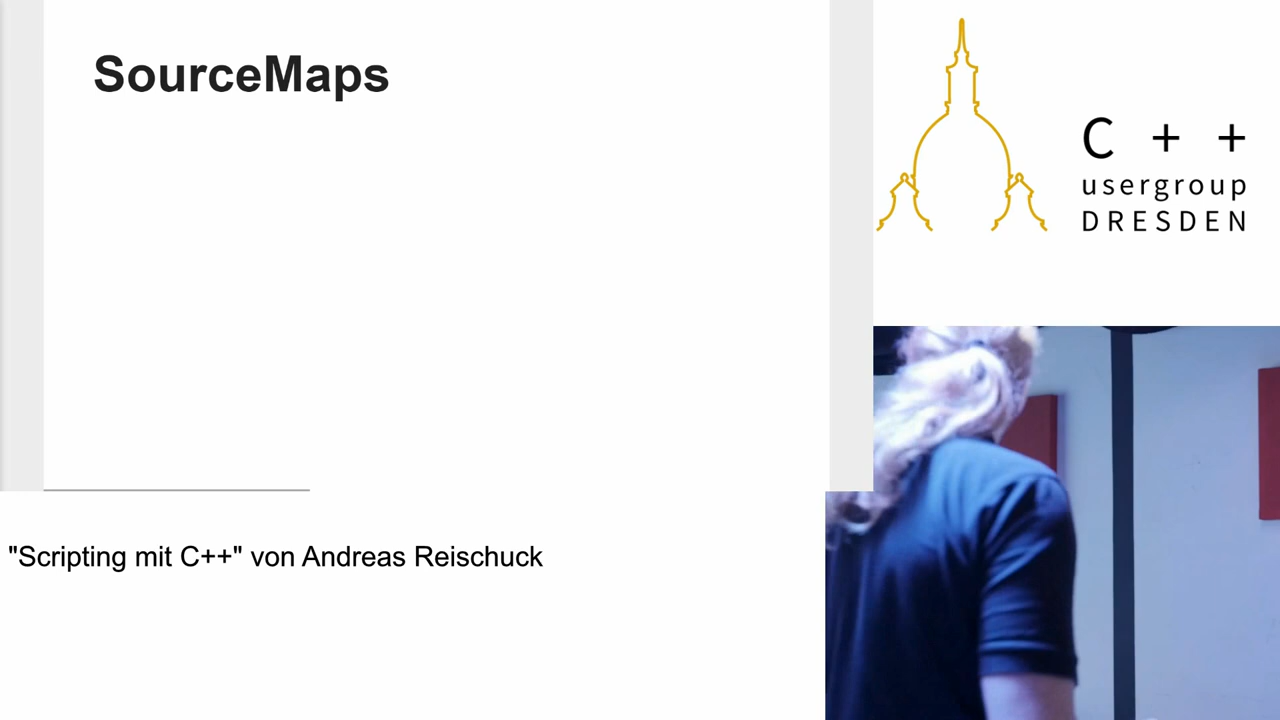 SourceMaps
C + +
usergroup
DRESDEN
"Scripting mit C++" von Andreas Reischuck